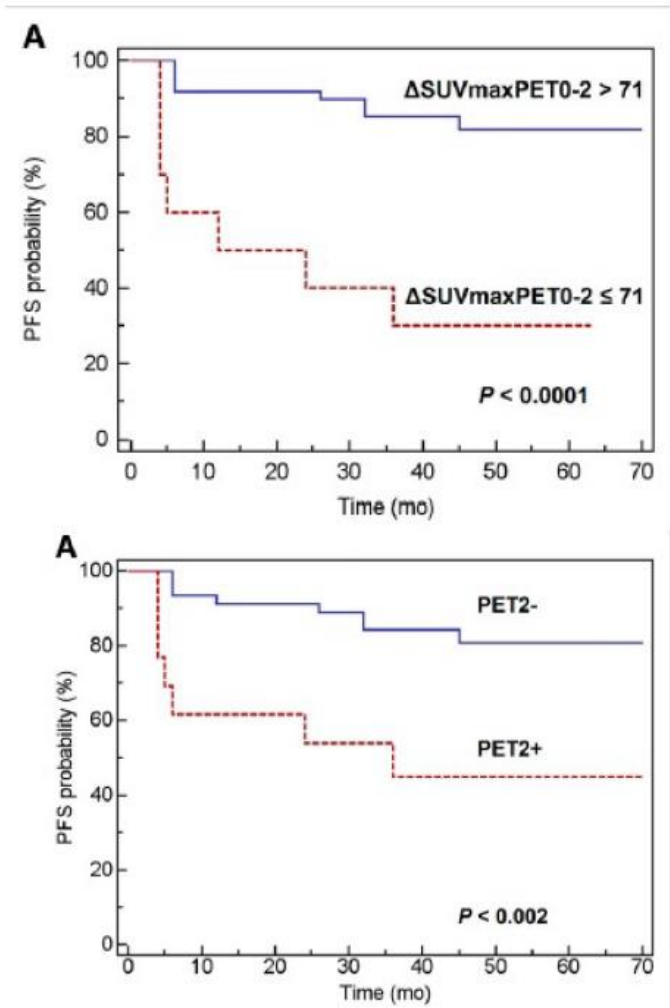 A
100
80
60
40
20
0
PFS probability (%)
ΔSUVmaxPET0-2 > 71
ΔSUVmaxPET0-2 ≤ 71
P < 0.0001
0 10 20 30 40 50 60 70
Time (mo)
A
100
80
60
40
20
0
PFS probability (%)
PET2-
PET2+
P < 0.002
0 10 20 30 40 50 60 70
Time (mo)